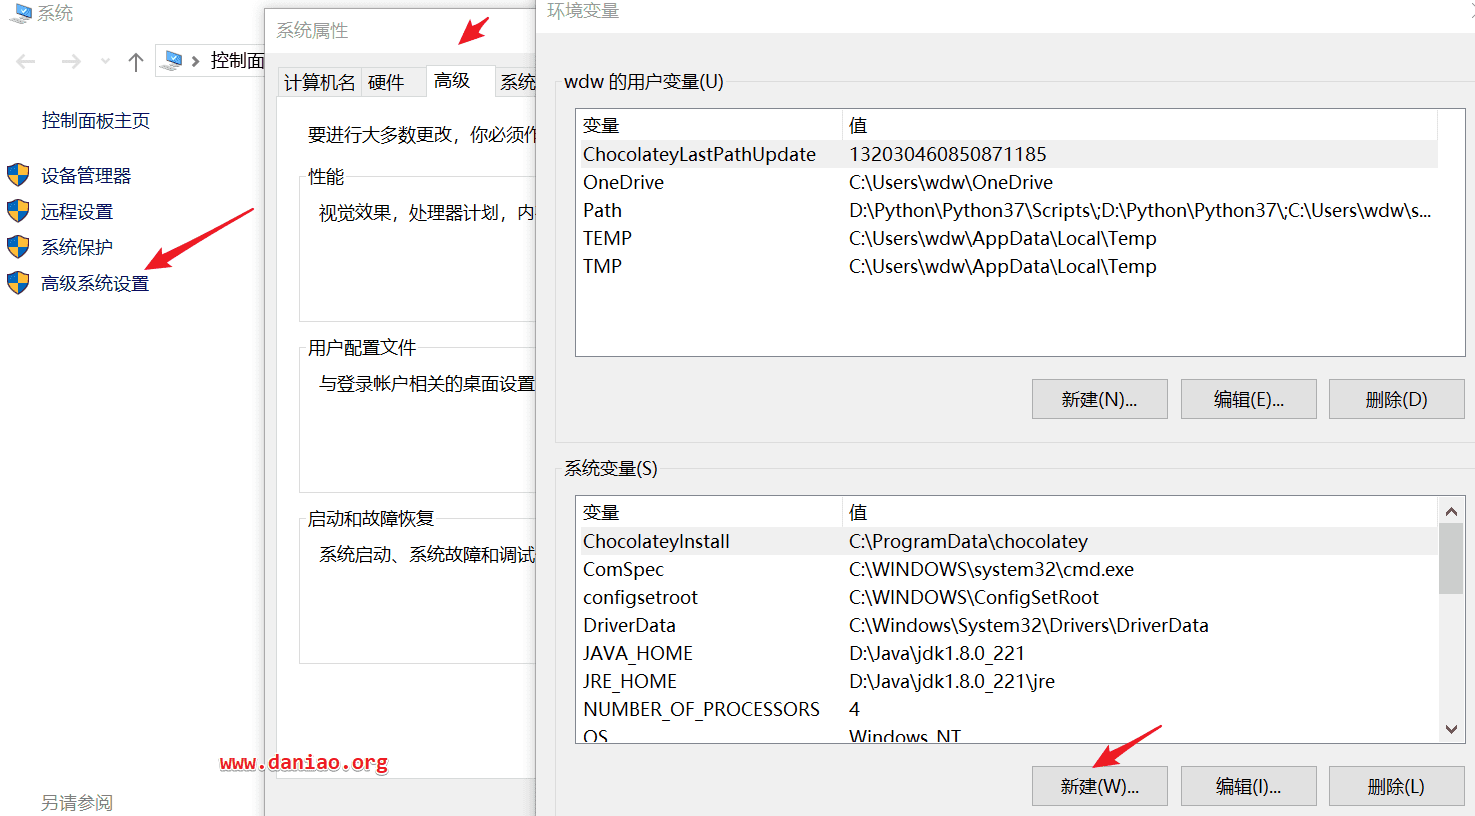 系统
控制面
控制面板主页
设备管理器
远程设置
系统保护
高级系统设置
另请参阅
系统属性
计算机名
硬件
高级
系统
要进行大多数更改，你必须作
性能
视觉效果，处理器计划，内
用户配置文件
与登录帐户相关的桌面设置
启动和故障恢复
系统启动、系统故障和调试
www.daniao.org
环境变量
wdw 的用户变量(U)
变量 值
ChocolateyLastPathUpdate 132030460850871185
OneDrive C:\Users\wdw\OneDrive
Path D:\Python\Python37\Scripts\;D:\Python\Python37\;C:\Users\wdw\s...
TEMP C:\Users\wdw\AppData\Local\Temp
TMP C:\Users\wdw\AppData\Local\Temp
新建(N)... 编辑(E)... 删除(D)
系统变量(S)
变量 值
ChocolateyInstall C:\ProgramData\chocolatey
ComSpec C:\WINDOWS\system32\cmd.exe
configsetroot C:\WINDOWS\ConfigSetRoot
DriverData C:\Windows\System32\Drivers\DriverData
JAVA_HOME D:\Java\jdk1.8.0_221
JRE_HOME D:\Java\jdk1.8.0_221\jre
NUMBER_OF_PROCESSORS 4
OS Windows_NT
新建(W)... 编辑(I)... 删除(L)